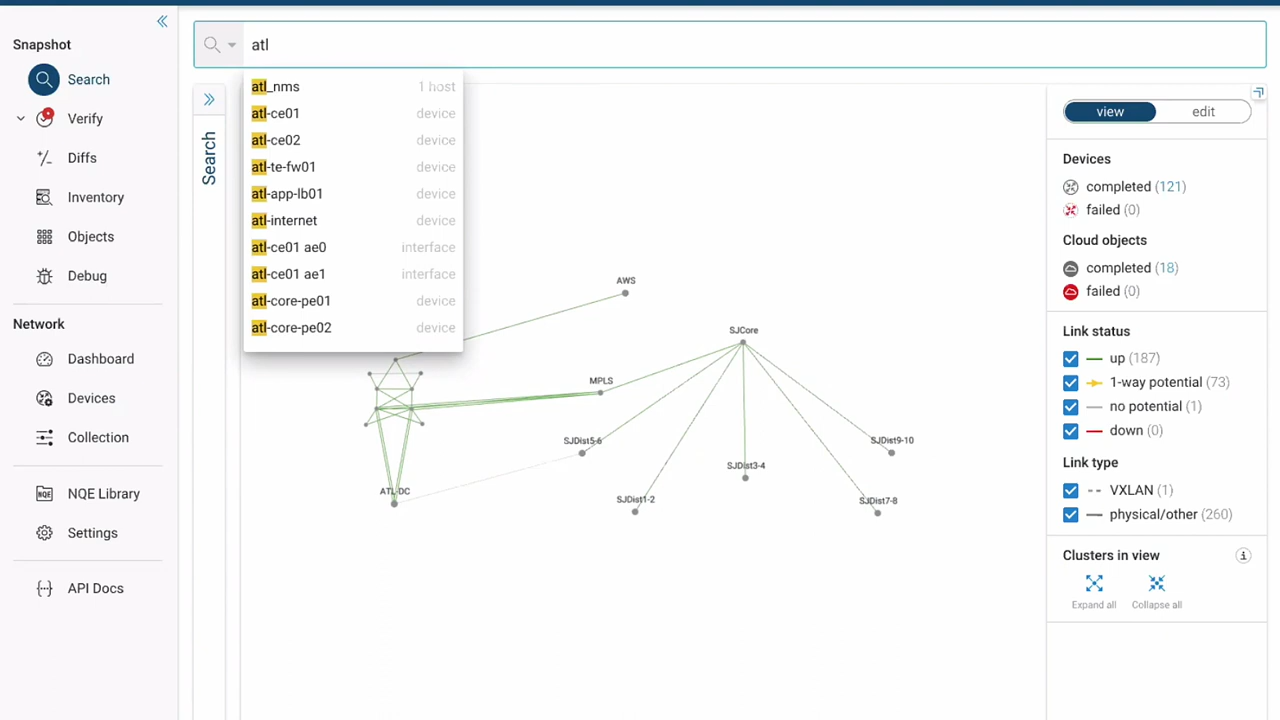 Snapshot
Search
Verify
Diffs
Inventory
Objects
Debug
Network
Dashboard
Devices
Collection
NQE Library
Settings
API Docs
atl
atl_nms 1 host
atl-ce01 device
atl-ce02 device
atl-te-fw01 device
atl-app-lb01 device
atl-internet device
atl-ce01 ae0 interface
atl-ce01 ae1 interface
atl-core-pe01 device
atl-core-pe02 device
Search
AWS
SJCore
MPLS
SJDist5-6
SJDist9-10
SJDist3-4
ATL-DC
SJDist1-2
SJDist7-8
view edit
Devices
completed (121)
failed (0)
Cloud objects
completed (18)
failed (0)
Link status
up (187)
1-way potential (73)
no potential (1)
down (0)
Link type
VXLAN (1)
physical/other (260)
Clusters in view
Expand all Collapse all